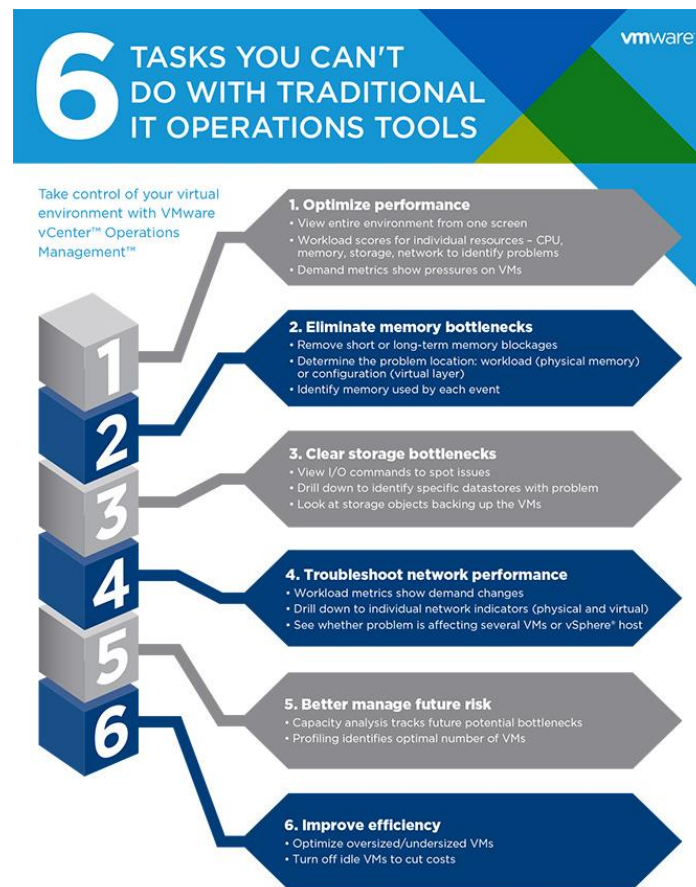 6
TASKS YOU CAN'T
DO WITH TRADITIONAL
IT OPERATIONS TOOLS
vmware
Take control of your virtual
environment with VMware
vCenter™ Operations
Management™
1. Optimize performance
• View entire environment from one screen
• Workload scores for individual resources – CPU,
memory, storage, network to identify problems
• Demand metrics show pressures on VMs
2. Eliminate memory bottlenecks
• Remove short or long-term memory blockages
• Determine the problem location: workload (physical memory)
or configuration (virtual layer)
• Identify memory used by each event
3. Clear storage bottlenecks
• View I/O commands to spot issues
• Drill down to identify specific datastores with problem
• Look at storage objects backing up the VMs
4. Troubleshoot network performance
• Workload metrics show demand changes
• Drill down to individual network indicators (physical and virtual)
• See whether problem is affecting several VMs or vSphere® host
5. Better manage future risk
• Capacity analysis tracks future potential bottlenecks
• Profiling identifies optimal number of VMs
6. Improve efficiency
• Optimize oversized/undersized VMs
• Turn off idle VMs to cut costs
1
2
3
4
5
6